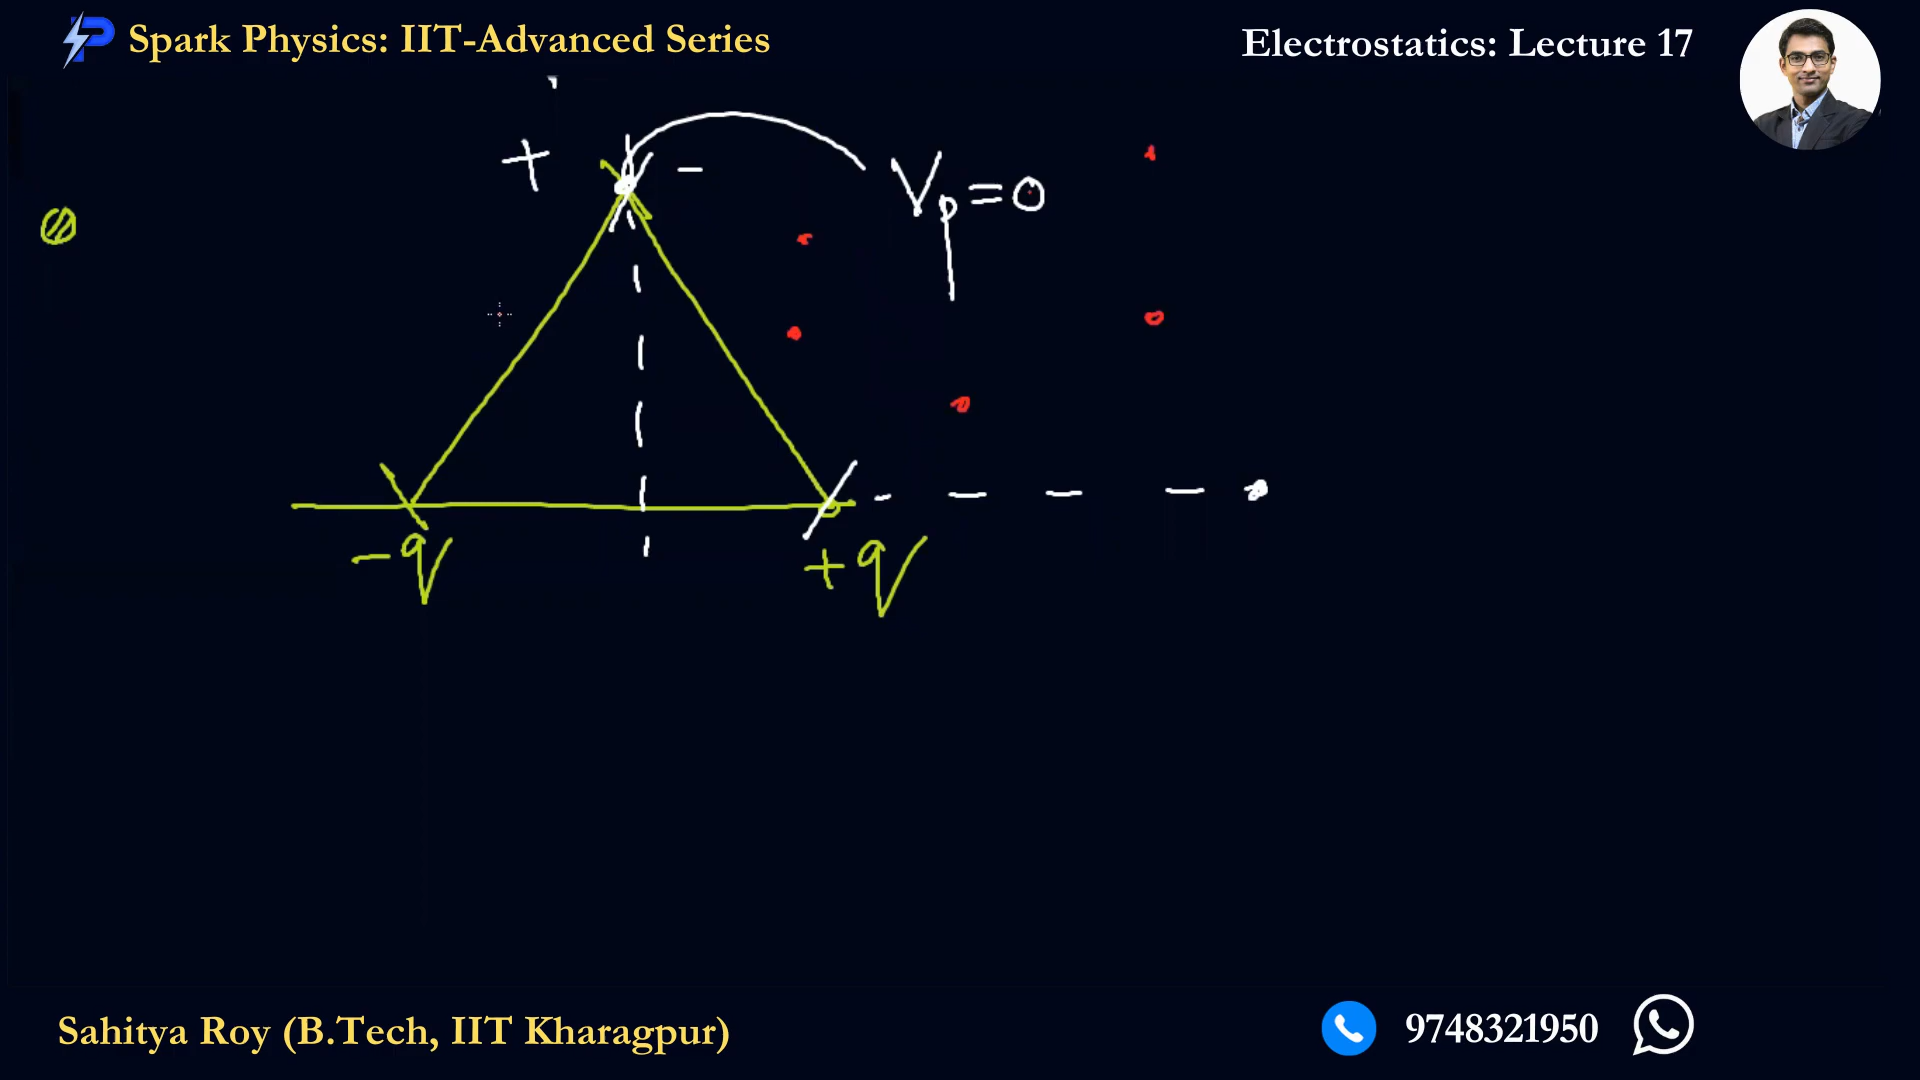 Spark Physics: IIT-Advanced Series
Electrostatics: Lecture 17
+ -
Vp=0
-q
+q
Sahitya Roy (B.Tech, IIT Kharagpur)
9748321950